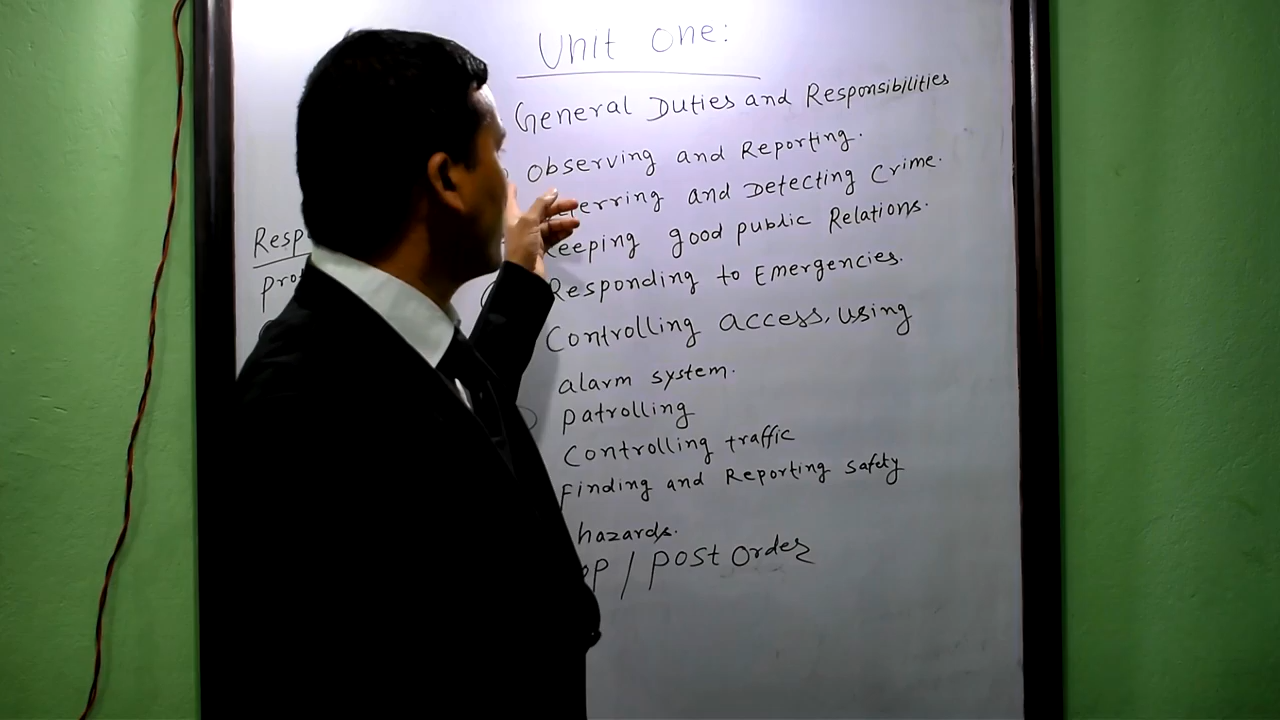 Unit One:
General Duties and Responsibilities
Observing and Reporting.
and Detecting Crime.
good public Relations.
Responding to Emergencies.
Controlling access, using
alarm system.
patrolling
Controlling traffic
Finding and Reporting safety
hazards.
/ post order